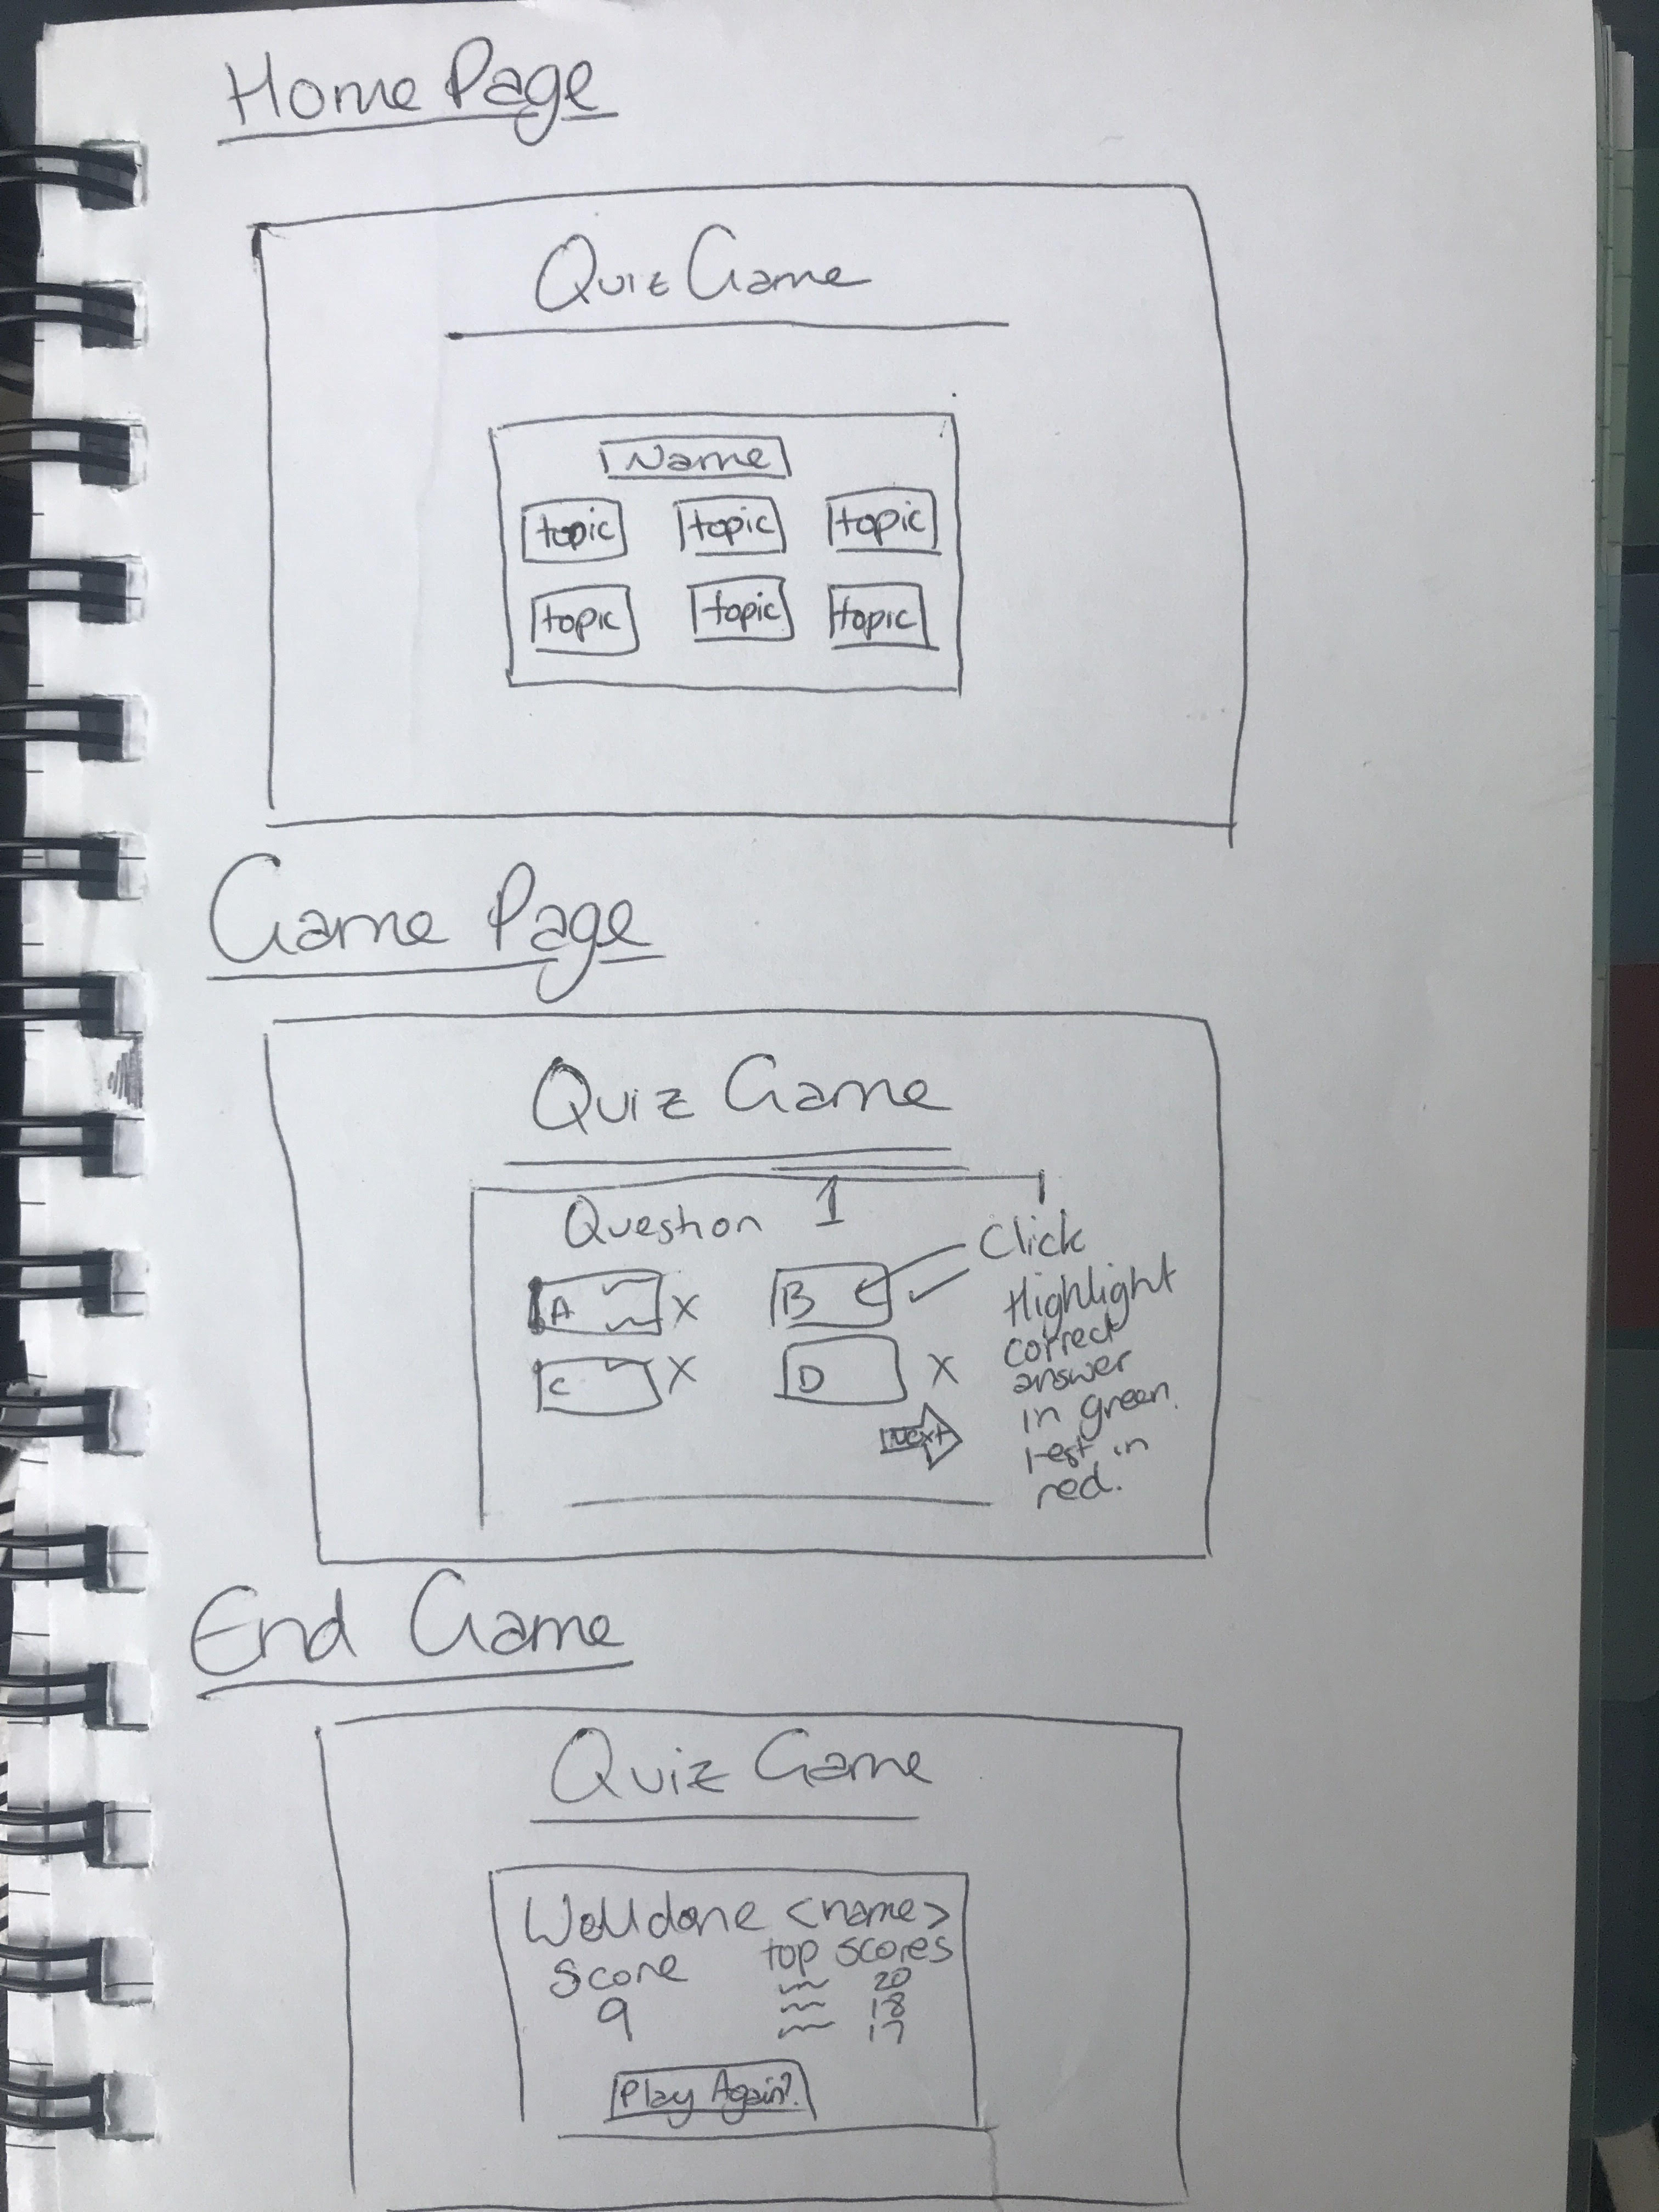 Home Page
Quiz Game
Name
topic topic topic
topic topic topic
Game Page
Quiz Game
Question 1
Click
A X B ✓
Highlight
correct
C X D X
answer
in green.
Next
rest in
red.
End Game
Quiz Game
Welldone <name>
Score top scores
9 20
18
17
Play Again?